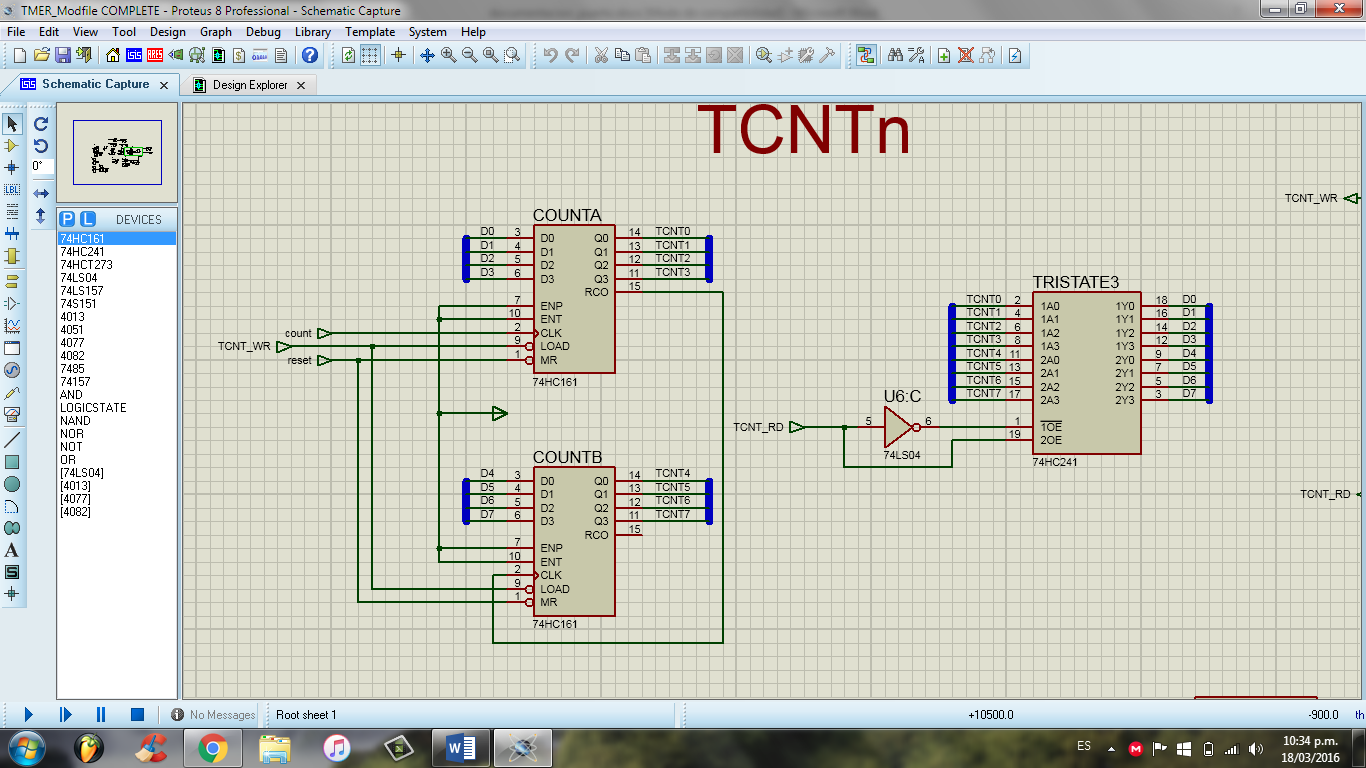 TMER_Modfile COMPLETE - Proteus 8 Professional - Schematic Capture
File Edit View Tool Design Graph Debug Library Template System Help
Schematic Capture
Design Explorer
0°
P L DEVICES
74HC161
74HC241
74HCT273
74LS04
74LS157
74S151
4013
4051
4077
4082
7485
74157
AND
LOGICSTATE
NAND
NOR
NOT
OR
[74LS04]
[4013]
[4077]
[4082]
TCNTn
TCNT_WR
COUNTA
D0 3 D0 Q0 14 TCNT0
D1 4 D1 Q1 13 TCNT1
D2 5 D2 Q2 12 TCNT2
D3 6 D3 Q3 11 TCNT3
RCO 15
7 ENP
10 ENT
count 2 CLK
TCNT_WR 9 LOAD
reset 1 MR
74HC161
COUNTB
D4 3 D0 Q0 14 TCNT4
D5 4 D1 Q1 13 TCNT5
D6 5 D2 Q2 12 TCNT6
D7 6 D3 Q3 11 TCNT7
RCO 15
7 ENP
10 ENT
2 CLK
9 LOAD
1 MR
74HC161
TRISTATE3
TCNT0 2 1A0 1Y0 18 D0
TCNT1 4 1A1 1Y1 16 D1
TCNT2 6 1A2 1Y2 14 D2
TCNT3 8 1A3 1Y3 12 D3
TCNT4 11 2A0 2Y0 9 D4
TCNT5 13 2A1 2Y1 7 D5
TCNT6 15 2A2 2Y2 5 D6
TCNT7 17 2A3 2Y3 3 D7
1 1OE
19 2OE
74HC241
U6:C
TCNT_RD 5 6
74LS04
TCNT_RD
No Messages Root sheet 1 +10500.0 -900.0 th
ES 10:34 p.m.
18/03/2016